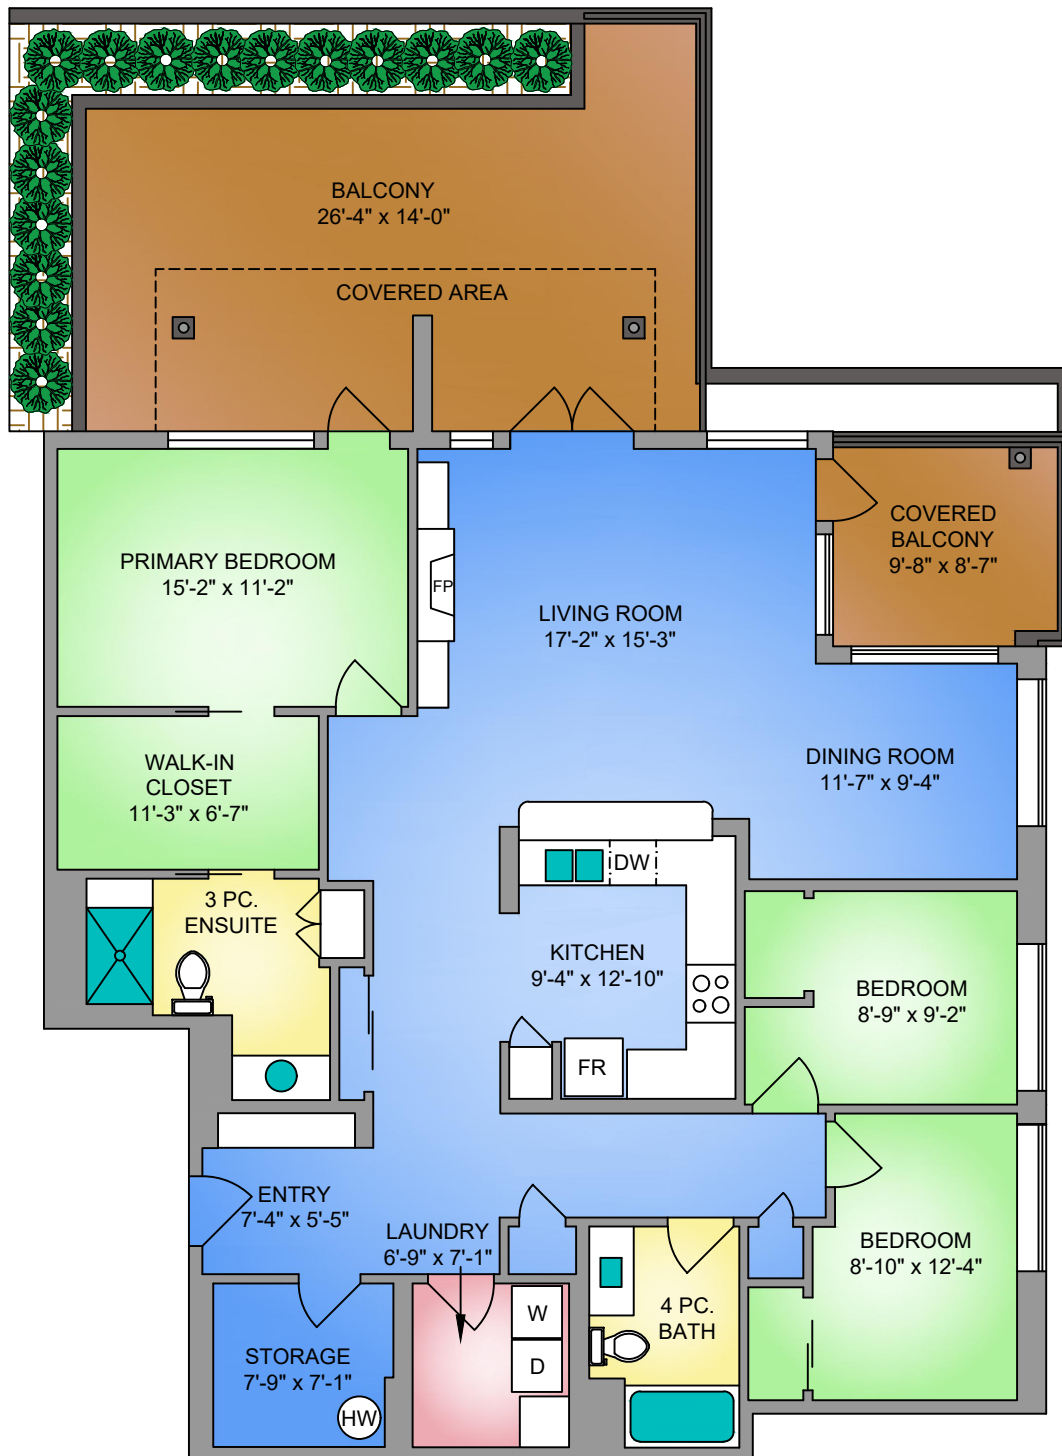 BALCONY
26'-4" x 14'-0"
COVERED AREA
COVERED
BALCONY
9'-8" x 8'-7"
PRIMARY BEDROOM
15'-2" x 11'-2"
FP
LIVING ROOM
17'-2" x 15'-3"
WALK-IN
CLOSET
11'-3" x 6'-7"
DINING ROOM
11'-7" x 9'-4"
DW
3 PC.
ENSUITE
KITCHEN
9'-4" x 12'-10"
BEDROOM
8'-9" x 9'-2"
FR
ENTRY
7'-4" x 5'-5"
LAUNDRY
6'-9" x 7'-1"
BEDROOM
8'-10" x 12'-4"
W
D
4 PC.
BATH
STORAGE
7'-9" x 7'-1"
HW